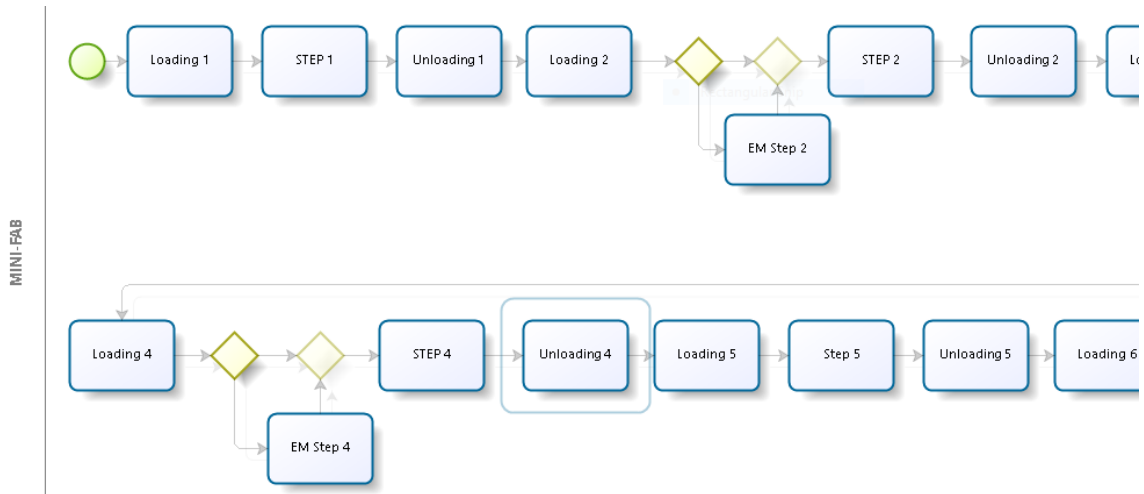 Loading 1
STEP 1
Unloading 1
Loading 2
STEP 2
Unloading 2
EM Step 2
MINI-FAB
Loading 4
STEP 4
Unloading 4
Loading 5
Step 5
Unloading 5
Loading 6
EM Step 4